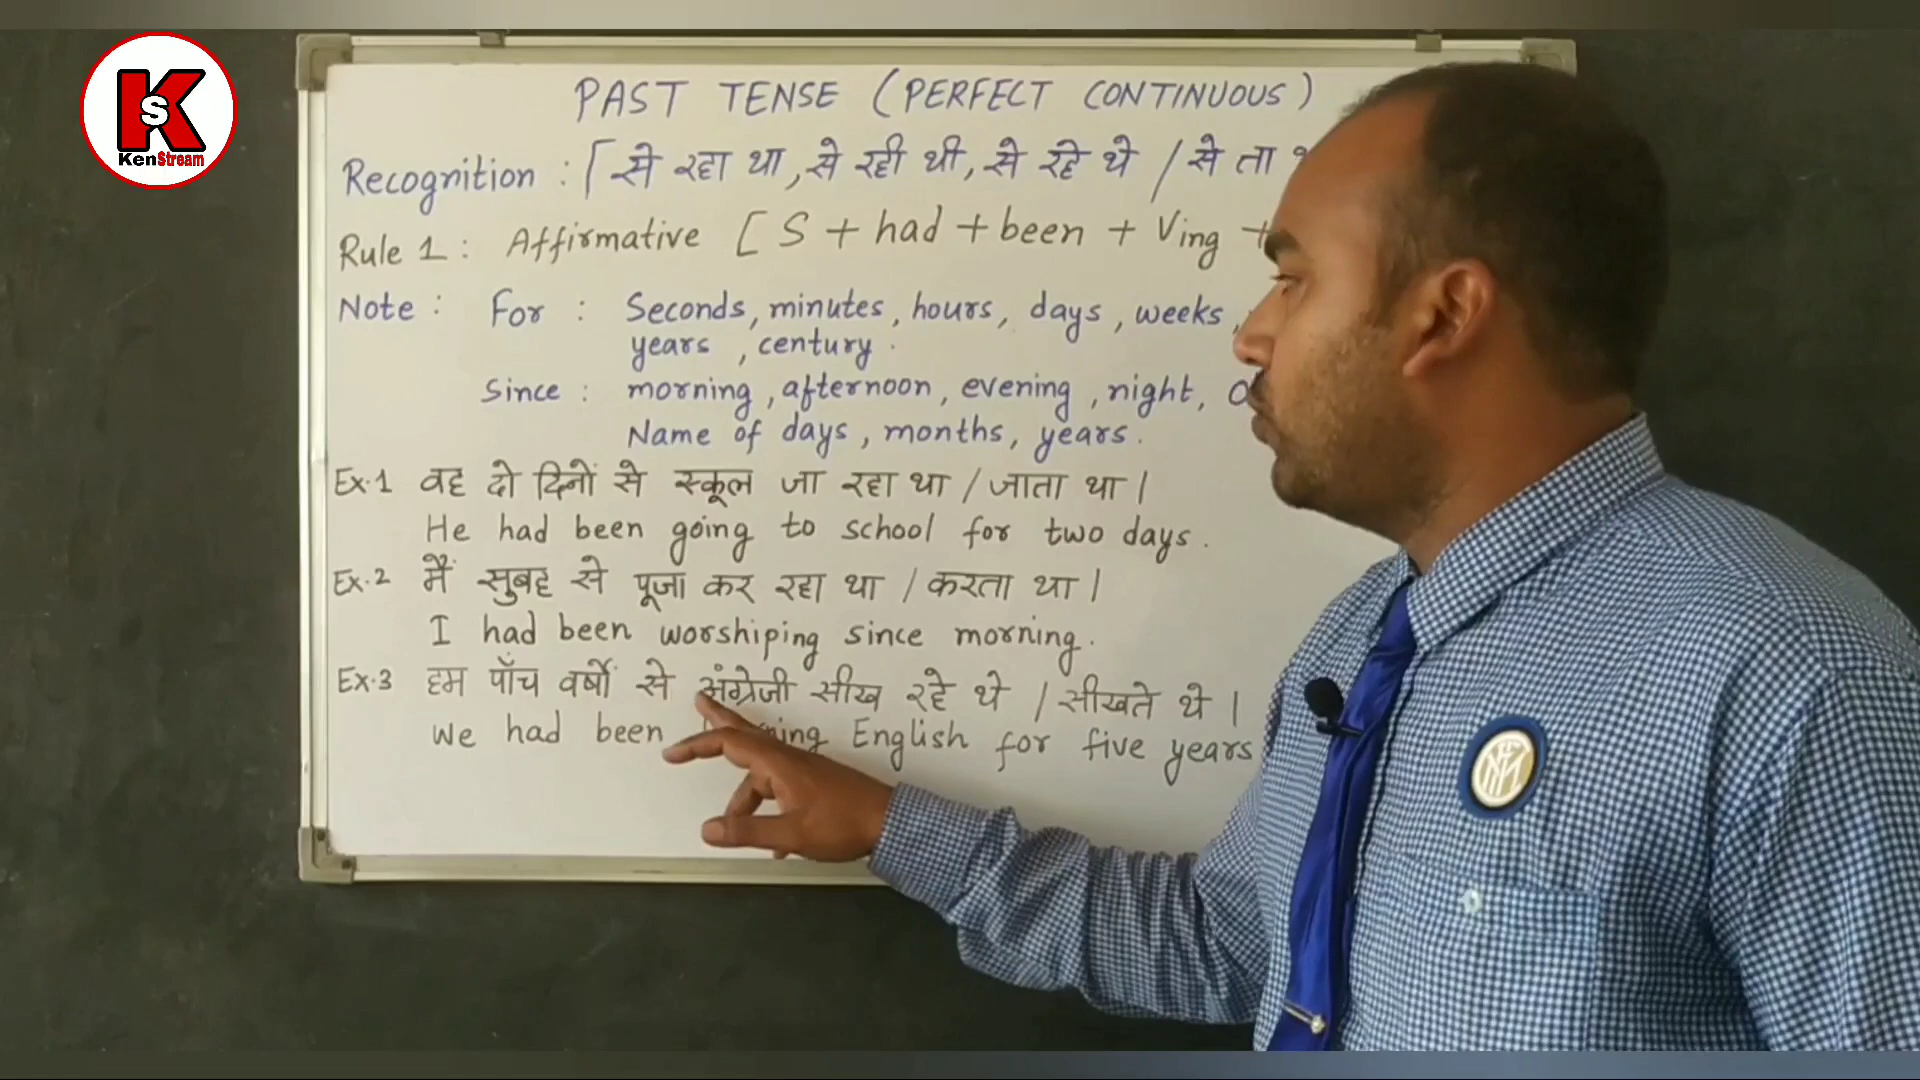 KS
KenStream
PAST TENSE (PERFECT CONTINUOUS)
Recognition : [ से रहा था, से रही थी, से रहे थे / से ता
Rule 1 : Affirmative [ S + had + been + Ving +
Note : For : Seconds, minutes, hours, days, weeks,
years, century.
Since : morning, afternoon, evening, night,
Name of days, months, years.
Ex.1 वह दो दिनों से स्कूल जा रहा था / जाता था।
He had been going to school for two days.
Ex.2 मैं सुबह से पूजा कर रहा था / करता था।
I had been worshiping since morning.
Ex.3 हम पाँच वर्षों से अंग्रेजी सीख रहे थे / सीखते थे।
We had been English for five years